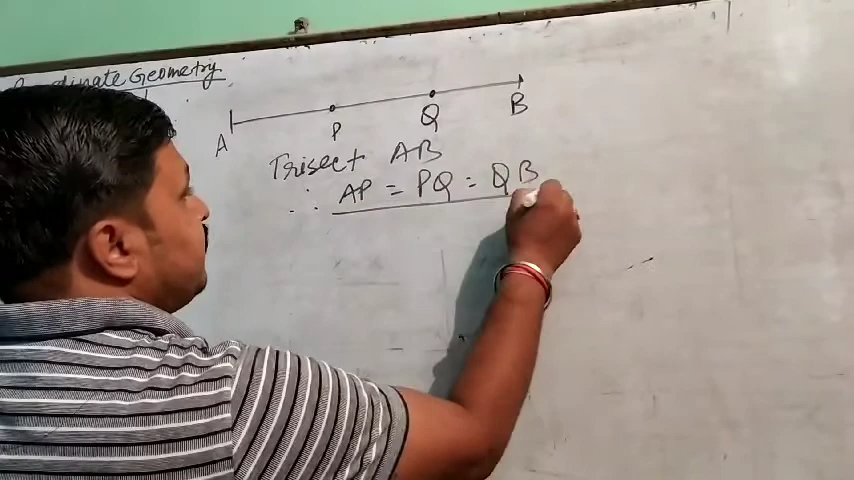 Geometry
A P Q B
Trisect AB
∴ AP = PQ = QB